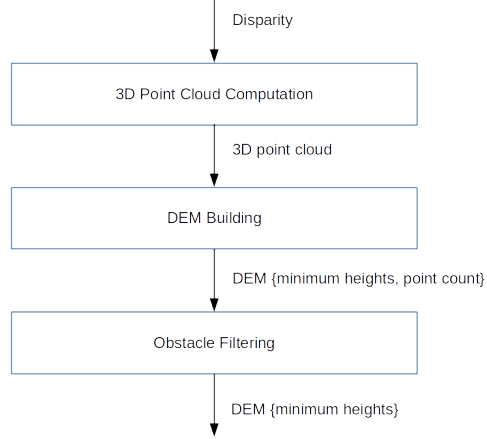 Disparity
3D Point Cloud Computation
3D point cloud
DEM Building
DEM {minimum heights, point count}
Obstacle Filtering
DEM {minimum heights}